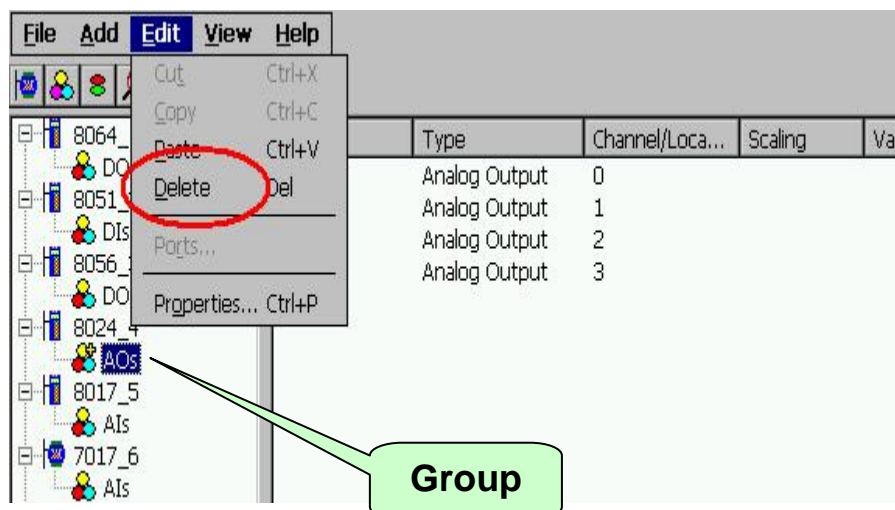 File Add Edit View Help
Cut Ctrl+X
Copy Ctrl+C
Paste Ctrl+V
Delete Del
Ports...
Properties... Ctrl+P
Type Channel/Loca... Scaling Va
Analog Output 0
Analog Output 1
Analog Output 2
Analog Output 3
8064_
DO
8051_
DIs
8056_
DO
8024_4
AOs
8017_5
AIs
7017_6
AIs
Group